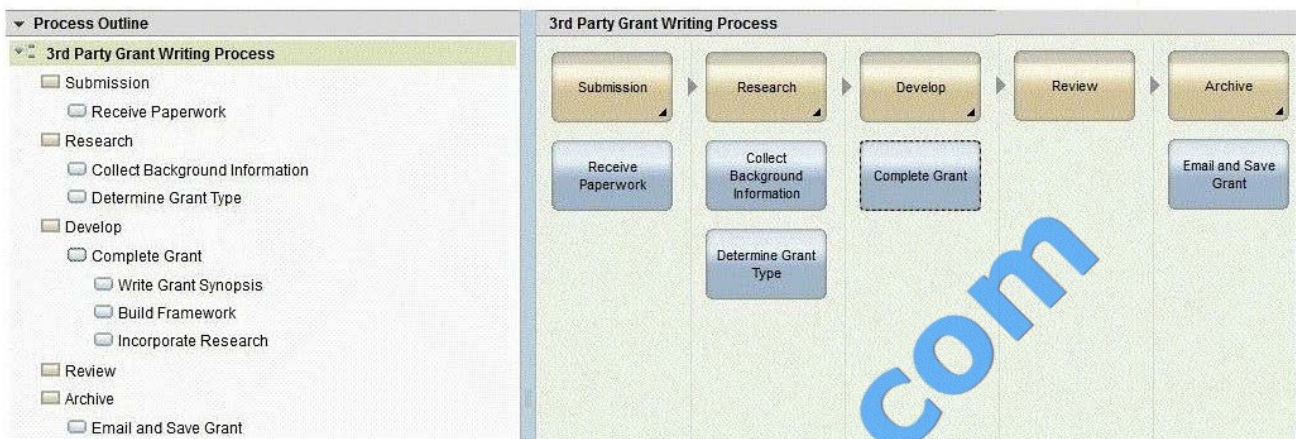 Process Outline
3rd Party Grant Writing Process
Submission
Receive Paperwork
Research
Collect Background Information
Determine Grant Type
Develop
Complete Grant
Write Grant Synopsis
Build Framework
Incorporate Research
Review
Archive
Email and Save Grant
3rd Party Grant Writing Process
Submission
Research
Develop
Review
Archive
Receive
Paperwork
Collect
Background
Information
Complete Grant
Email and Save
Grant
Determine Grant
Type
com